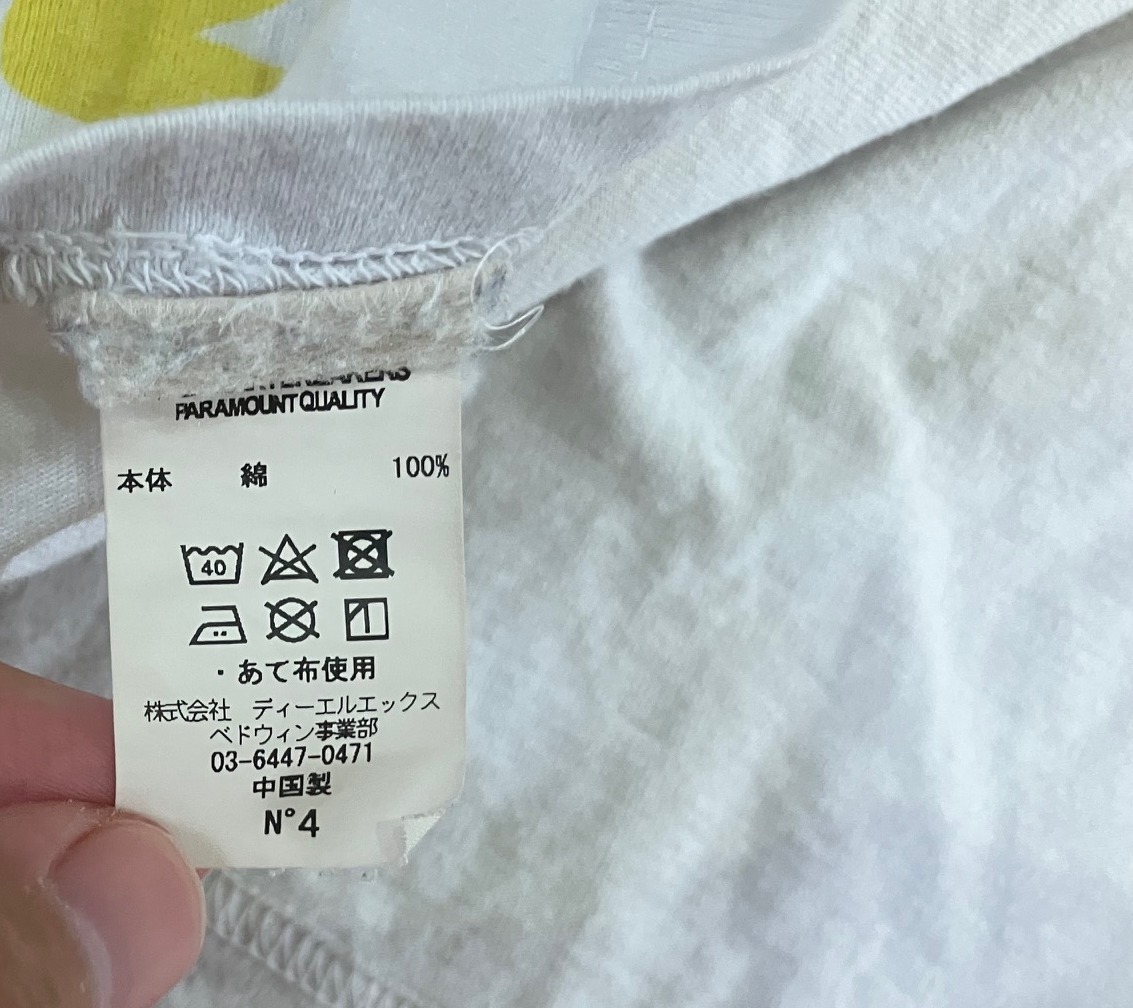 PARAMOUNT QUALITY
本体 綿 100%
40
・あて布使用
株式会社 ディーエルエックス
ベドウィン事業部
03-6447-0471
中国製
N°4